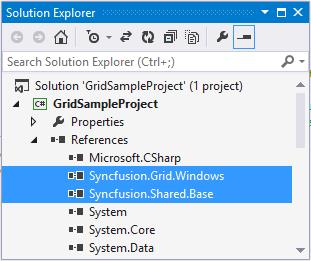 Solution Explorer
Search Solution Explorer (Ctrl+;)
Solution 'GridSampleProject' (1 project)
C# GridSampleProject
Properties
References
Microsoft.CSharp
Syncfusion.Grid.Windows
Syncfusion.Shared.Base
System
System.Core
System.Data